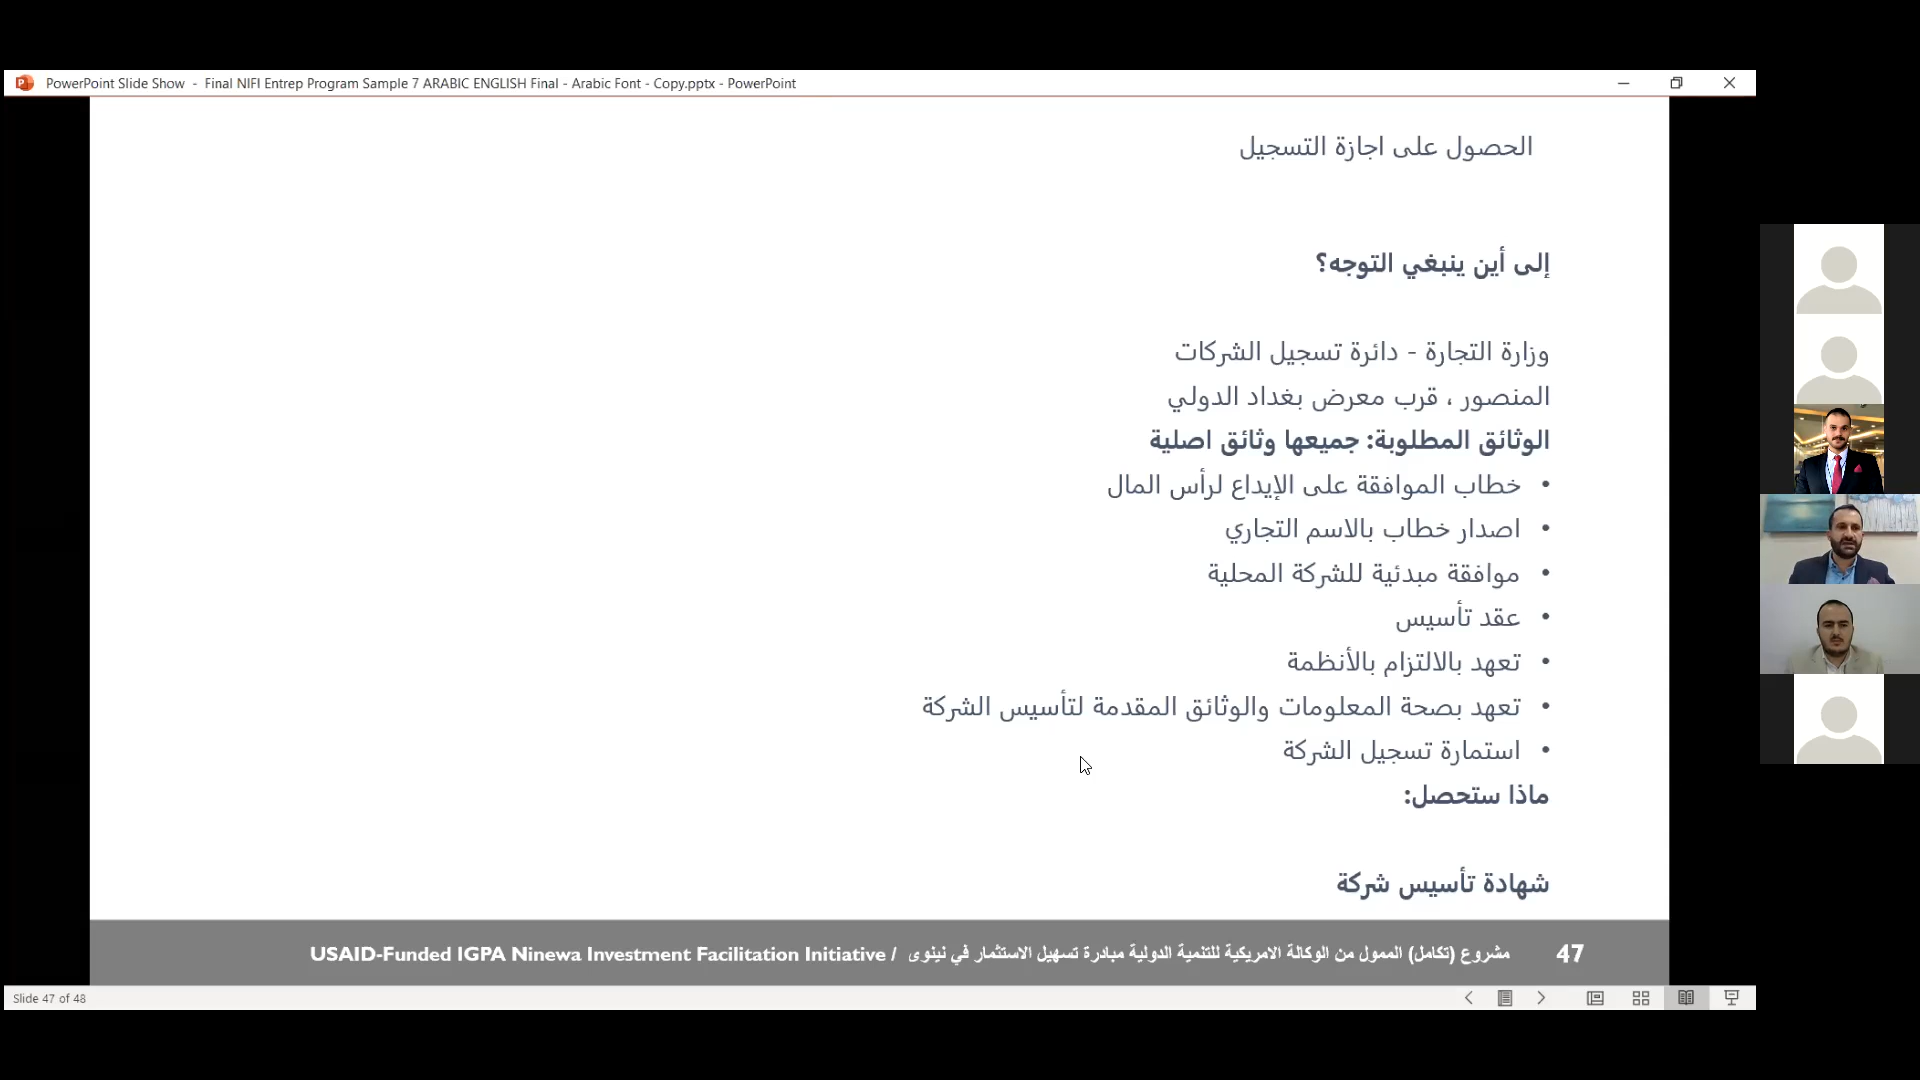 PowerPoint Slide Show - Final NIFI Entrep Program Sample 7 ARABIC ENGLISH Final - Arabic Font - Copy.pptx - PowerPoint
الحصول على اجازة التسجيل
إلى أين ينبغي التوجه؟
وزارة التجارة - دائرة تسجيل الشركات
المنصور ، قرب معرض بغداد الدولي
الوثائق المطلوبة: جميعها وثائق اصلية
• خطاب الموافقة على الإيداع لرأس المال
• اصدار خطاب بالاسم التجاري
• موافقة مبدئية للشركة المحلية
• عقد تأسيس
• تعهد بالالتزام بالأنظمة
• تعهد بصحة المعلومات والوثائق المقدمة لتأسيس الشركة
• استمارة تسجيل الشركة
ماذا ستحصل:
شهادة تأسيس شركة
47 مشروع (تكامل) الممول من الوكالة الامريكية للتنمية الدولية مبادرة تسهيل الاستثمار في نينوى / USAID-Funded IGPA Ninewa Investment Facilitation Initiative
Slide 47 of 48